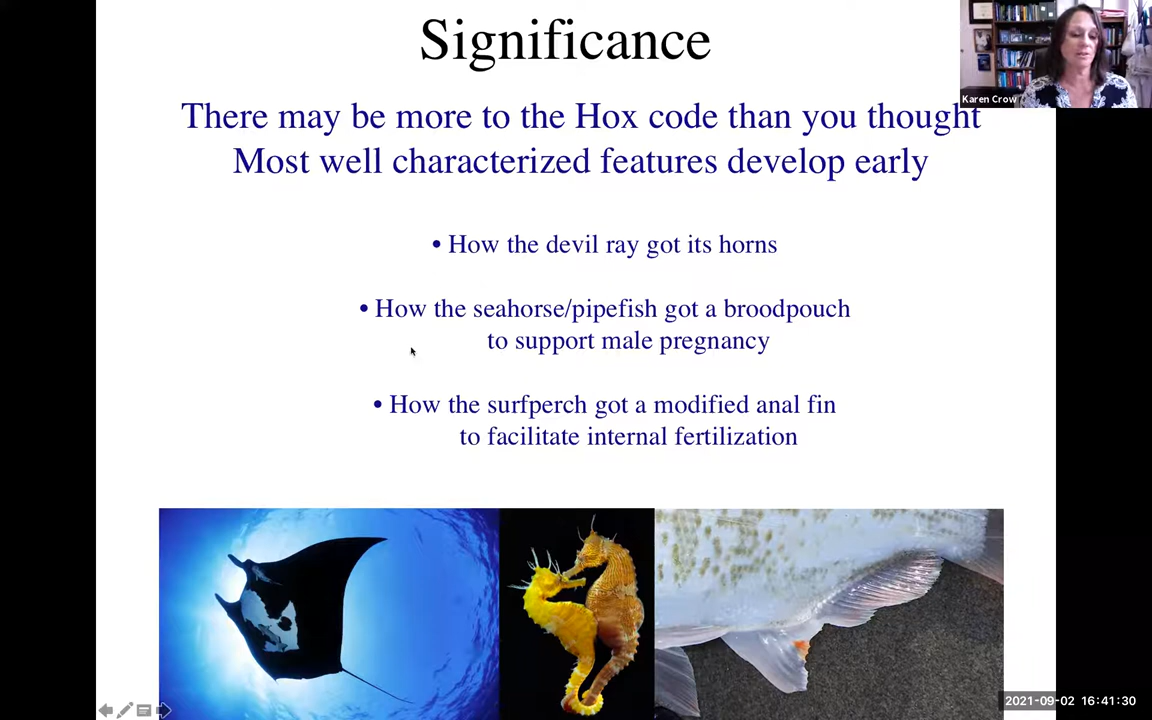 Significance
There may be more to the Hox code than you thought
Most well characterized features develop early
• How the devil ray got its horns
• How the seahorse/pipefish got a broodpouch
to support male pregnancy
• How the surfperch got a modified anal fin
to facilitate internal fertilization
Karen Crow
2021-09-02 16:41:30